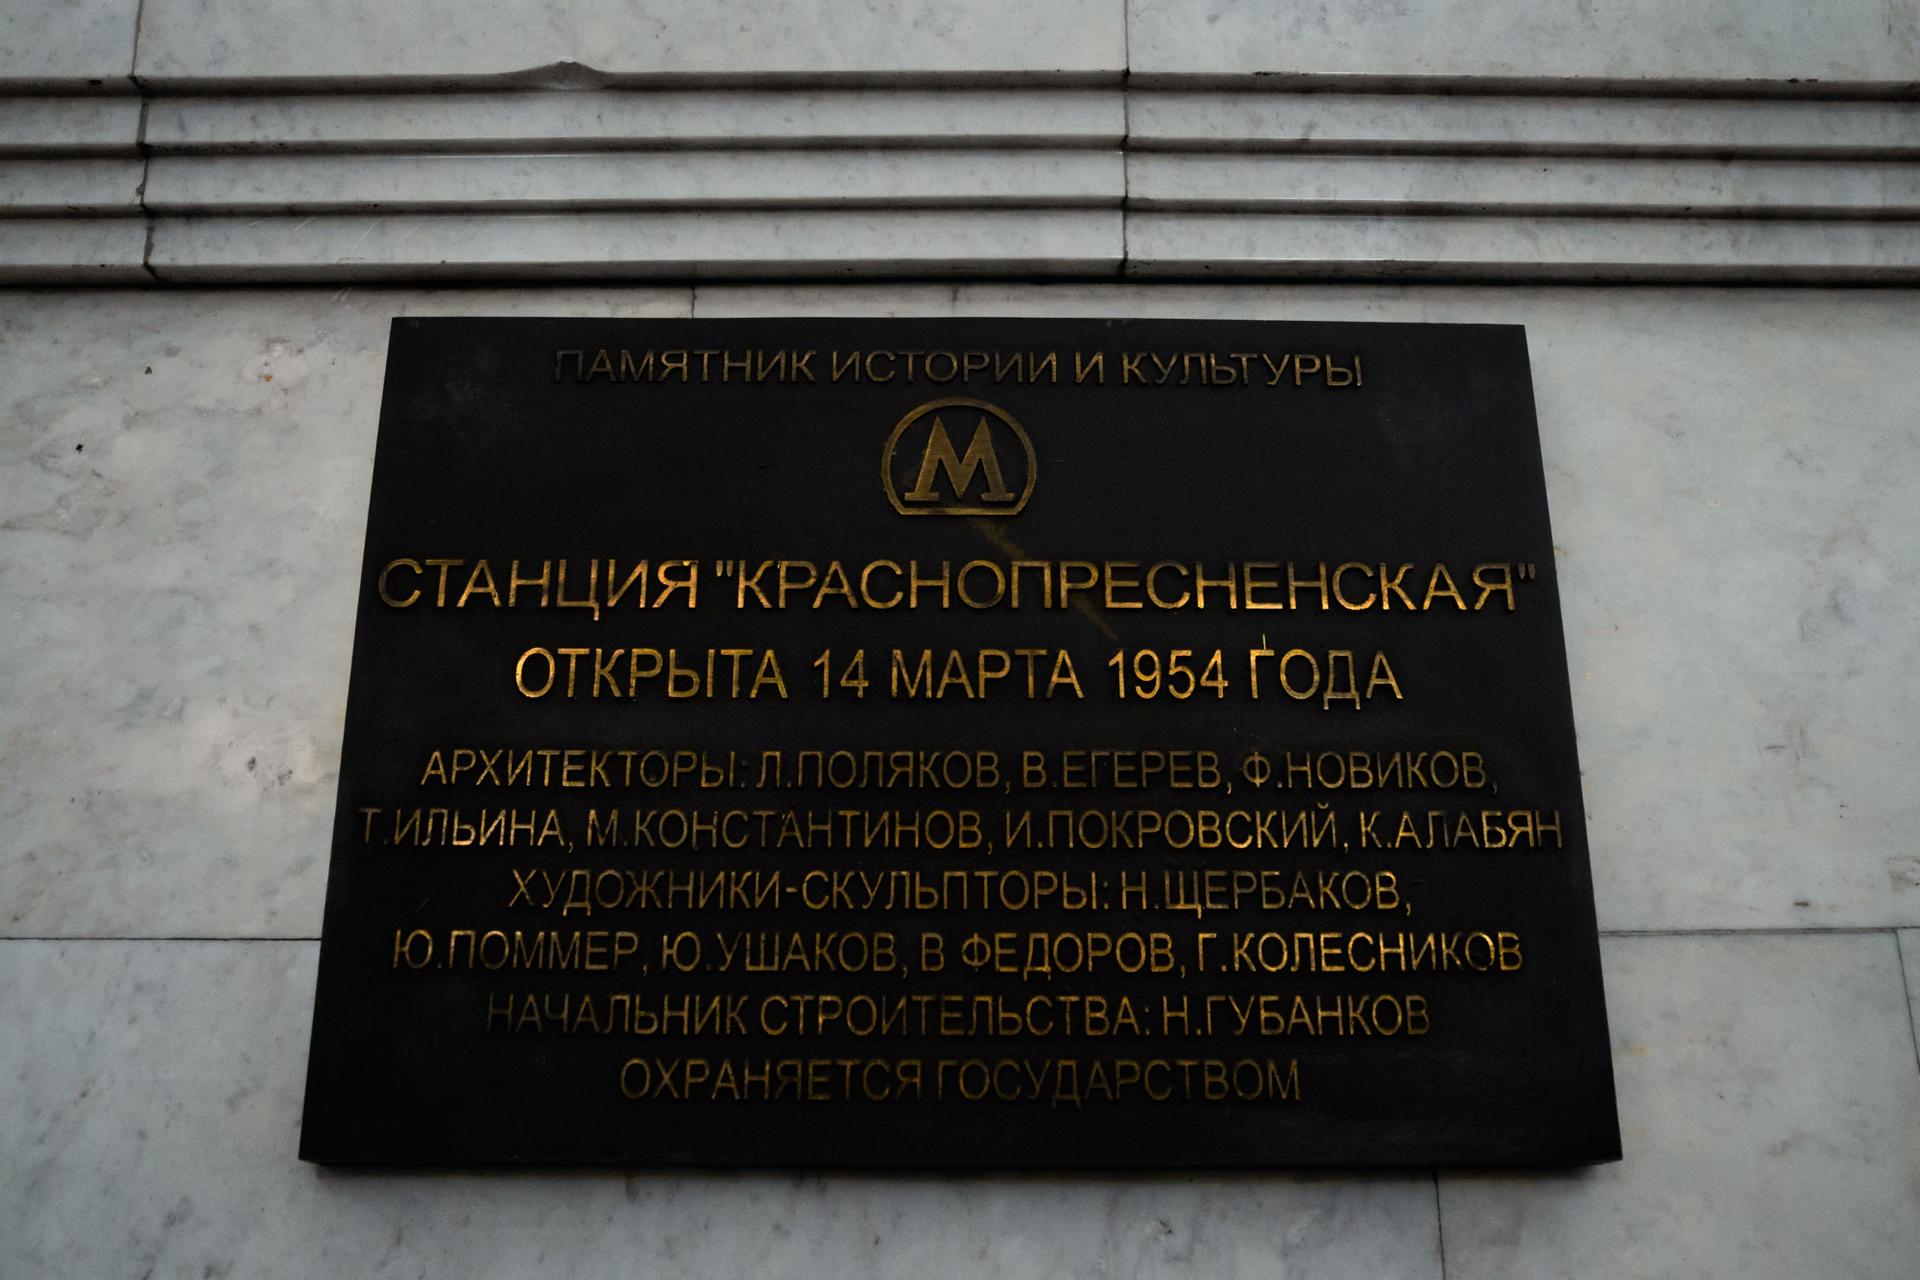 ПАМЯТНИК ИСТОРИИ И КУЛЬТУРЫ
М
СТАНЦИЯ "КРАСНОПРЕСНЕНСКАЯ"
ОТКРЫТА 14 МАРТА 1954 ГОДА
АРХИТЕКТОРЫ: Л.ПОЛЯКОВ, В.ЕГЕРЕВ, Ф.НОВИКОВ,
Т.ИЛЬИНА, М.КОНСТАНТИНОВ, И.ПОКРОВСКИЙ, К.АЛАБЯН
ХУДОЖНИКИ-СКУЛЬПТОРЫ: Н.ЩЕРБАКОВ,
Ю.ПОММЕР, Ю.УШАКОВ, В ФЕДОРОВ, Г.КОЛЕСНИКОВ
НАЧАЛЬНИК СТРОИТЕЛЬСТВА: Н.ГУБАНКОВ
ОХРАНЯЕТСЯ ГОСУДАРСТВОМ